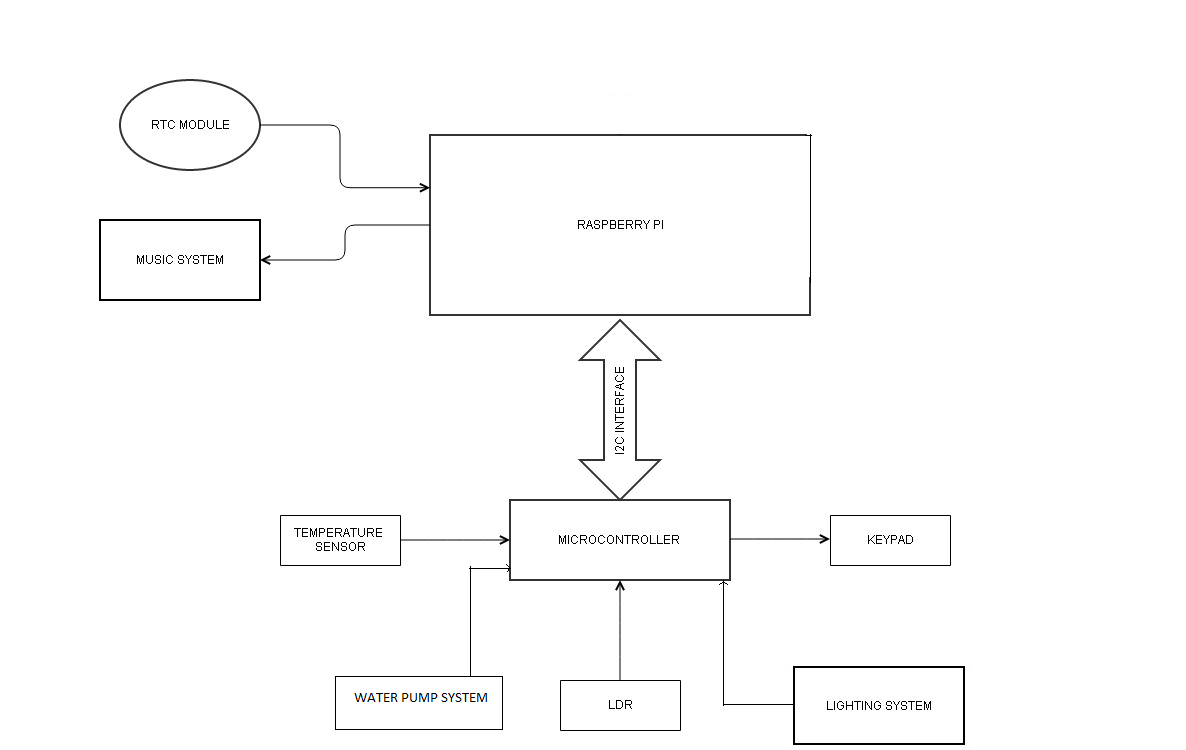 RTC MODULE
RASPBERRY PI
MUSIC SYSTEM
I2C INTERFACE
TEMPERATURE
SENSOR
MICROCONTROLLER
KEYPAD
WATER PUMP SYSTEM
LDR
LIGHTING SYSTEM